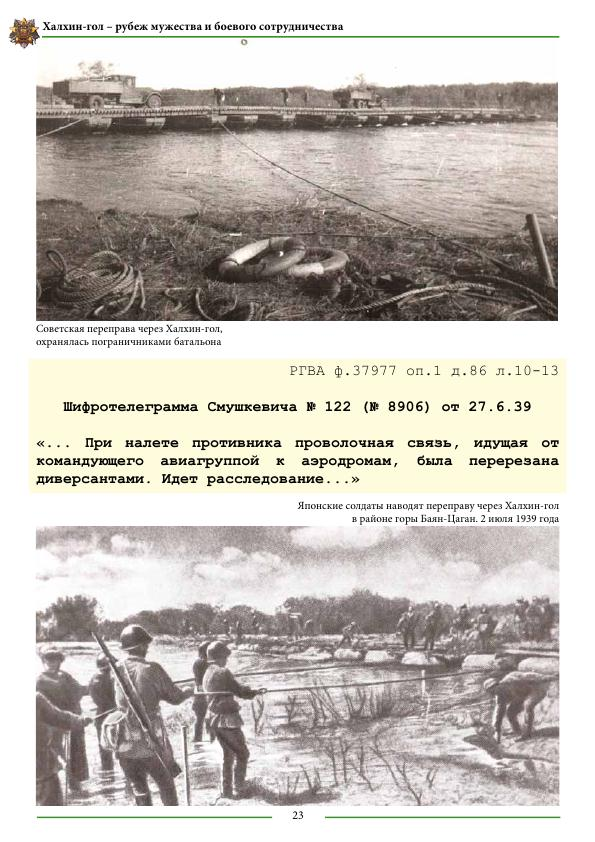 Халхин-гол – рубеж мужества и боевого сотрудничества
Советская переправа через Халхин-гол,
охранялась пограничниками батальона
РГВА ф.37977 оп.1 д.86 л.10-13
Шифротелеграмма Смушкевича № 122 (№ 8906) от 27.6.39
«... При налете противника проволочная связь, идущая от
командующего авиагруппой к аэродромам, была перерезана
диверсантами. Идет расследование...»
Японские солдаты наводят переправу через Халхин-гол
в районе горы Баян-Цаган. 2 июля 1939 года
23